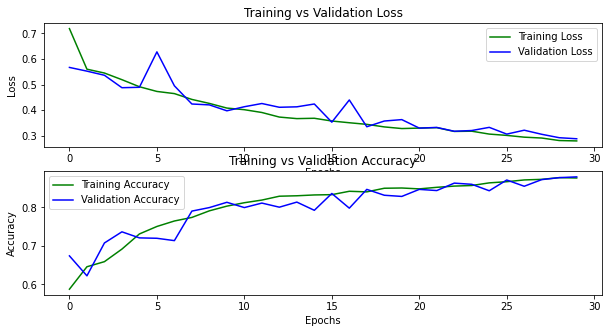 Training vs Validation Loss
0.7
0.6
0.5
0.4
0.3
Loss
Training Loss
Validation Loss
0 5 10 15 20 25 30
Epochs
Training vs Validation Accuracy
0.8
0.7
0.6
Accuracy
Training Accuracy
Validation Accuracy
0 5 10 15 20 25 30
Epochs